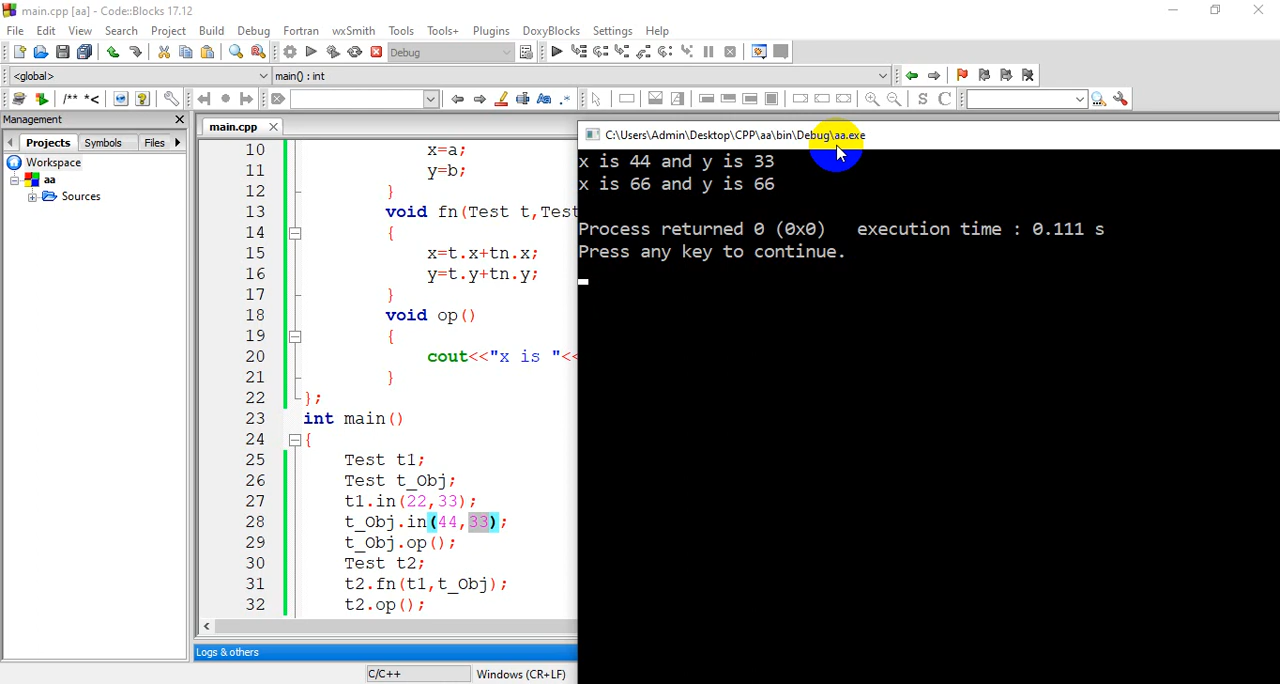 main.cpp [aa] - Code::Blocks 17.12
File Edit View Search Project Build Debug Fortran wxSmith Tools Tools+ Plugins DoxyBlocks Settings Help
Debug
<global> main() : int
/** *< S C
Management
Projects Symbols Files
Workspace
aa
Sources
main.cpp
10 x=a;
11 y=b;
12 }
13 void fn(Test t,Test
14 {
15 x=t.x+tn.x;
16 y=t.y+tn.y;
17 }
18 void op()
19 {
20 cout<<"x is "<<
21 }
22 };
23 int main()
24 {
25 Test t1;
26 Test t_Obj;
27 t1.in(22,33);
28 t_Obj.in(44,33);
29 t_Obj.op();
30 Test t2;
31 t2.fn(t1,t_Obj);
32 t2.op();
Logs & others
C/C++ Windows (CR+LF)
C:\Users\Admin\Desktop\CPP\aa\bin\Debug\aa.exe
x is 44 and y is 33
x is 66 and y is 66
Process returned 0 (0x0) execution time : 0.111 s
Press any key to continue.